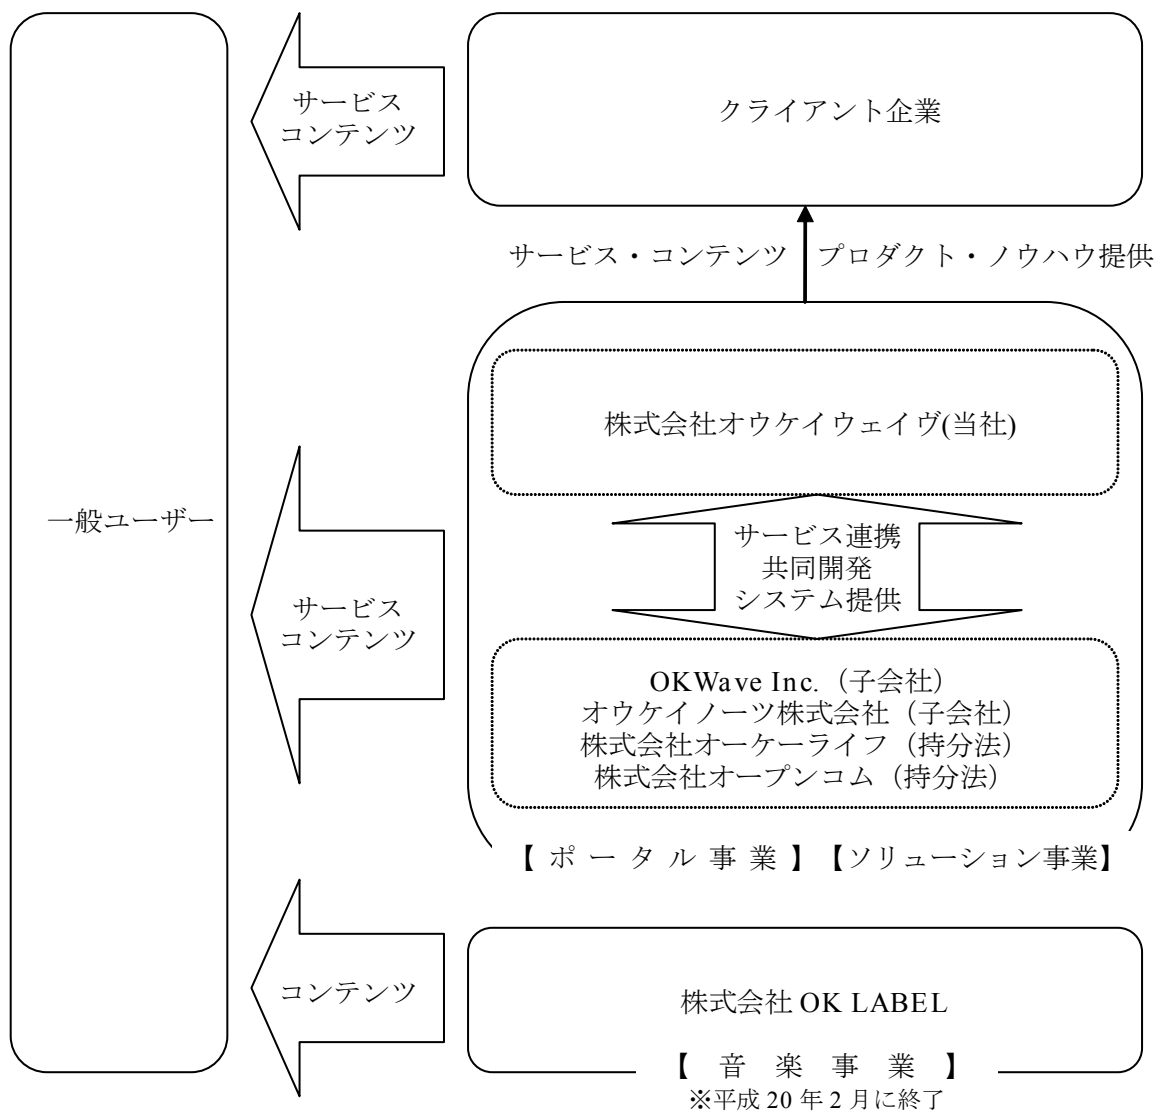 サービス
コンテンツ
クライアント企業
サービス・コンテンツ
プロダクト・ノウハウ提供
株式会社オウケイウェイヴ(当社)
一般ユーザー
サービス連携
共同開発
システム提供
サービス
コンテンツ
OKWave Inc.（子会社）
オウケイノーツ株式会社（子会社）
株式会社オーケーライフ（持分法）
株式会社オープンコム（持分法）
【ポータル事業】【ソリューション事業】
コンテンツ
株式会社 OK LABEL
【音楽事業】
※平成 20 年 2 月に終了